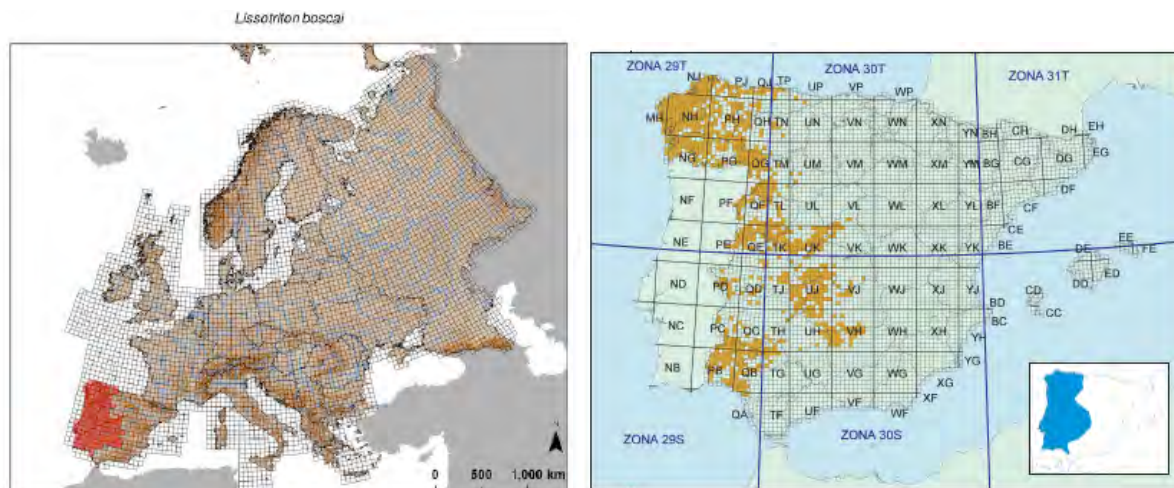 Lissotriton boscai
0 500 1,000 km
ZONA 29T ZONA 30T ZONA 31T
NJ PJ QJ TP UP VP WP
MH NH PH QH TN UN VN WN XN YN BH CH DH EH
NG PG QG TM UM VM WM XM YM BG CG DG EG
NF PF QF TL UL VL WL XL YL BF CF DF
NE PE QE TK UK VK WK XK YK BE CE DE EE FE
ND PD QD TJ UJ VJ WJ XJ YJ BD CD DD ED
NC PC QC TH UH VH WH XH YH BC CC
NB PB QB TG UG VG WG XG YG
QA TF UF VF WF XF
ZONA 29S ZONA 30S